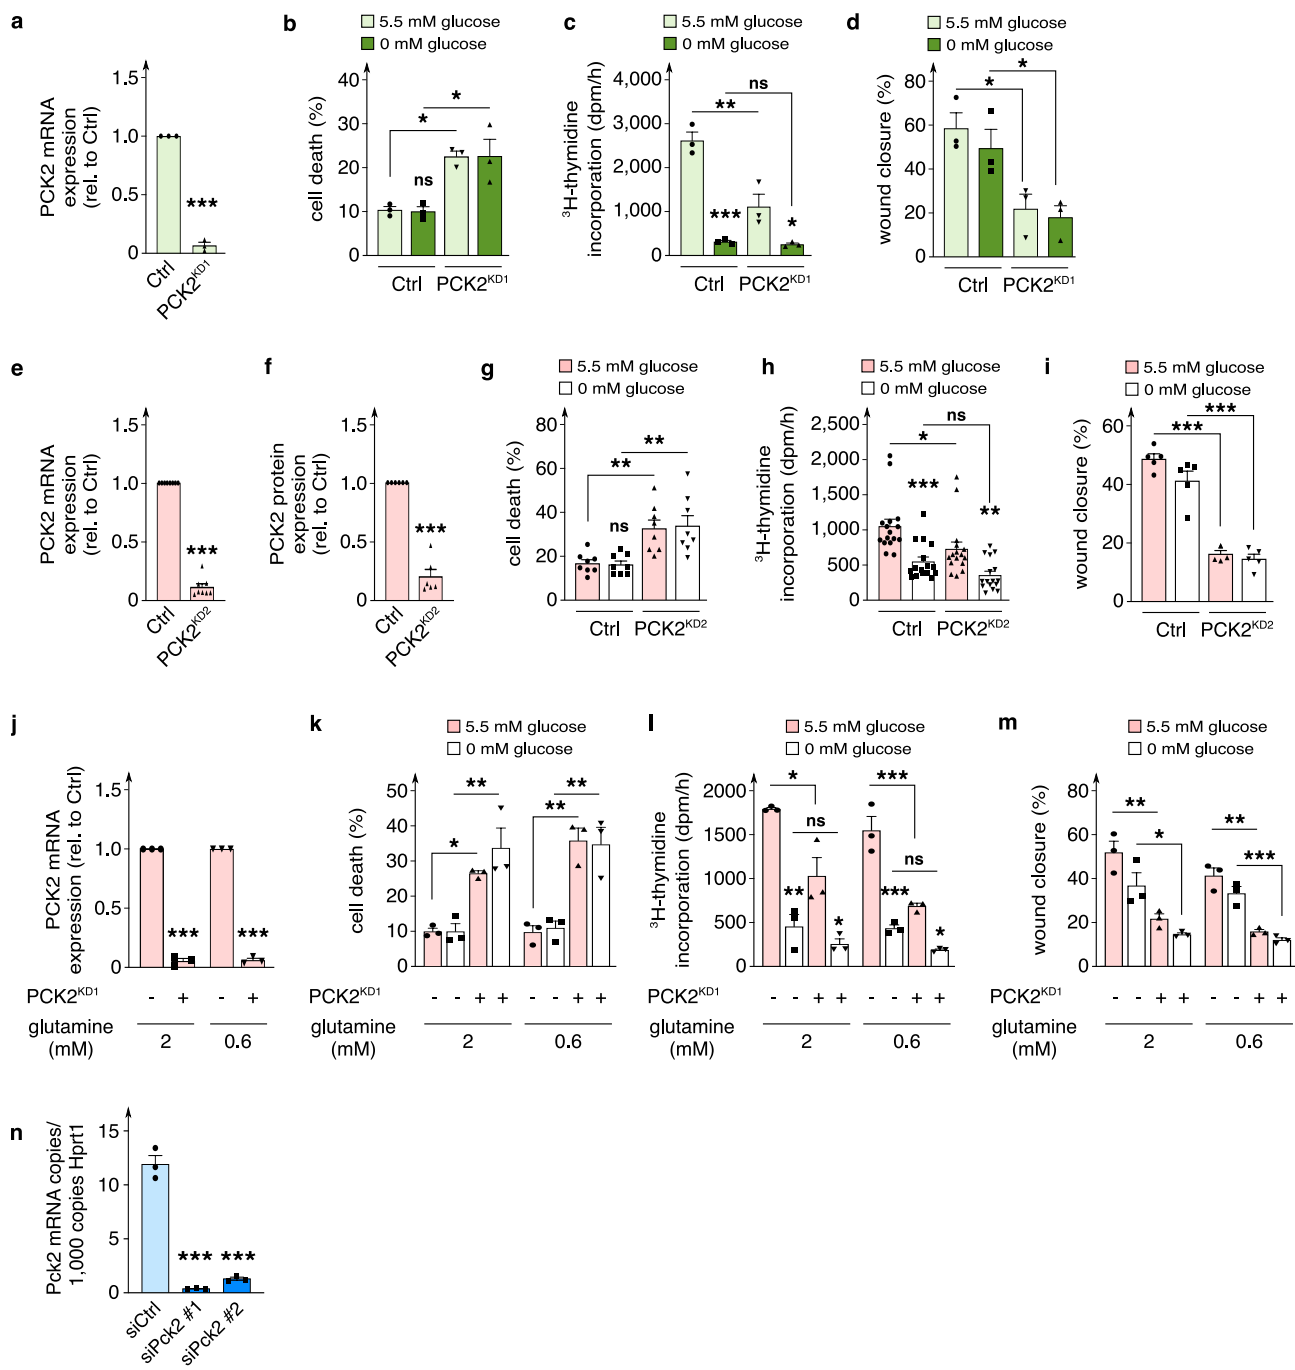 a
PCK2 mRNA
expression
(rel. to Ctrl)
1.5
1.0
0.5
0
***
Ctrl
PCK2KD1
b
5.5 mM glucose
0 mM glucose
cell death (%)
40
30
20
10
0
*
*
ns
Ctrl
PCK2KD1
c
5.5 mM glucose
0 mM glucose
³H-thymidine
incorporation (dpm/h)
4,000
3,000
2,000
1,000
0
ns
**
***
*
Ctrl
PCK2KD1
d
5.5 mM glucose
0 mM glucose
wound closure (%)
80
60
40
20
0
*
*
Ctrl
PCK2KD1
e
PCK2 mRNA
expression
(rel. to Ctrl)
1.5
1.0
0.5
0
***
Ctrl
PCK2KD2
f
PCK2 protein
expression
(rel. to Ctrl)
1.5
1.0
0.5
0
***
Ctrl
PCK2KD2
g
5.5 mM glucose
0 mM glucose
cell death (%)
80
60
40
20
0
**
**
ns
Ctrl
PCK2KD2
h
5.5 mM glucose
0 mM glucose
³H-thymidine
incorporation (dpm/h)
2,500
2,000
1,500
1,000
500
0
ns
*
***
**
Ctrl
PCK2KD2
i
5.5 mM glucose
0 mM glucose
wound closure (%)
60
40
20
0
***
***
Ctrl
PCK2KD2
j
PCK2 mRNA
expression (rel. to Ctrl)
1.5
1.0
0.5
0
***
***
PCK2KD1
- + - +
glutamine
(mM)
2
0.6
k
5.5 mM glucose
0 mM glucose
cell death (%)
50
40
30
20
10
0
**
**
**
*
- - + + - - + +
2
0.6
l
5.5 mM glucose
0 mM glucose
³H-thymidine
incorporation (dpm/h)
2000
1500
1000
500
0
*
***
ns
ns
**
***
*
*
PCK2KD1
- - + + - - + +
glutamine
(mM)
2
0.6
m
5.5 mM glucose
0 mM glucose
wound closure (%)
80
60
40
20
0
**
**
*
***
PCK2KD1
- - + + - - + +
glutamine
(mM)
2
0.6
n
Pck2 mRNA copies/
1,000 copies Hprt1
15
10
5
0
***
***
siCtrl
siPck2 #1
siPck2 #2